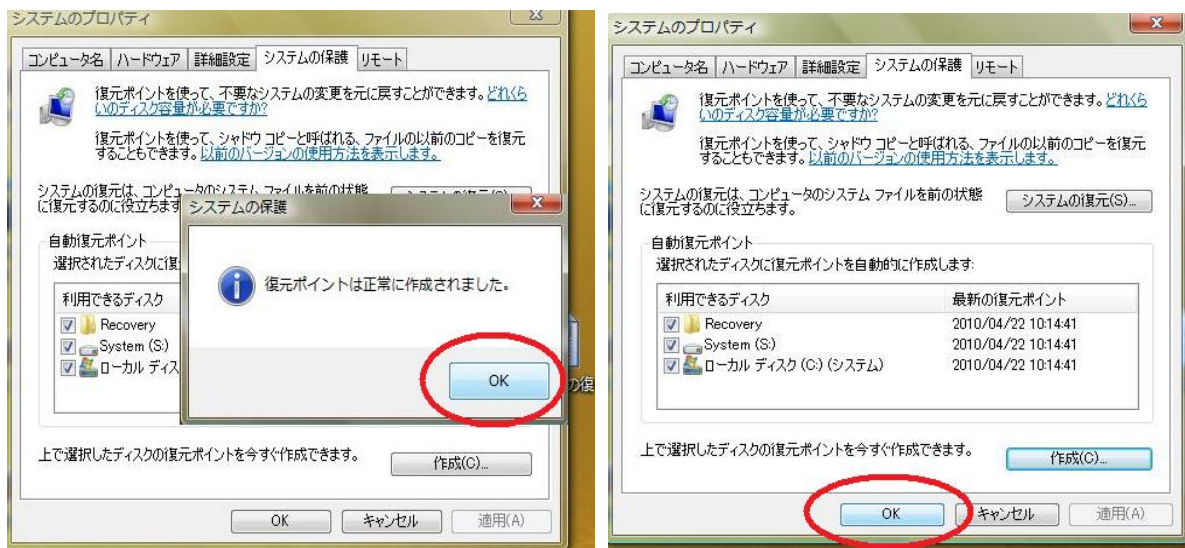 システムのプロパティ
コンピュータ名 ハードウェア 詳細設定 システムの保護 リモート
復元ポイントを使って、不要なシステムの変更を元に戻すことができます。どれくら
いのディスク容量が必要ですか?
復元ポイントを使って、シャドウ コピーと呼ばれる、ファイルの以前のコピーを復元
することもできます。以前のバージョンの使用方法を表示します。
システムの復元は、コンピュータのシステム ファイルを前の状態
に復元するのに役立ちます
システムの保護
復元ポイントは正常に作成されました。
OK
自動復元ポイント
選択されたディスクに復
利用できるディスク
Recovery
System (S:)
ローカル ディス
の復
上で選択したディスクの復元ポイントを今すぐ作成できます。
作成(C)...
OK キャンセル 適用(A)
システムのプロパティ
コンピュータ名 ハードウェア 詳細設定 システムの保護 リモート
復元ポイントを使って、不要なシステムの変更を元に戻すことができます。どれくら
いのディスク容量が必要ですか?
復元ポイントを使って、シャドウ コピーと呼ばれる、ファイルの以前のコピーを復元
することもできます。以前のバージョンの使用方法を表示します。
システムの復元は、コンピュータのシステム ファイルを前の状態
に復元するのに役立ちます。
システムの復元(S)...
自動復元ポイント
選択されたディスクに復元ポイントを自動的に作成します:
利用できるディスク 最新の復元ポイント
Recovery 2010/04/22 10:14:41
System (S:) 2010/04/22 10:14:41
ローカル ディスク (C:) (システム) 2010/04/22 10:14:41
上で選択したディスクの復元ポイントを今すぐ作成できます。
作成(C)...
OK キャンセル 適用(A)